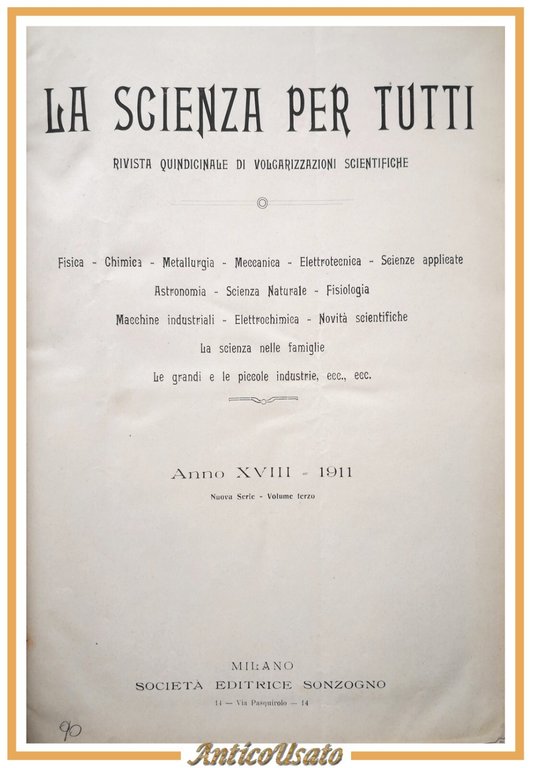 LA SCIENZA PER TUTTI
RIVISTA QUINDICINALE DI VOLGARIZZAZIONI SCIENTIFICHE
Fisica - Chimica - Metallurgia - Meccanica - Elettrotecnica - Scienze applicate
Astronomia - Scienza Naturale - Fisiologia
Macchine industriali - Elettrochimica - Novità scientifiche
La scienza nelle famiglie
Le grandi e le piccole industrie, ecc., ecc.
Anno XVIII - 1911
Nuova Serie - Volume terzo
MILANO
SOCIETÀ EDITRICE SONZOGNO
14 — Via Pasquirolo — 14
90
AnticoUsato